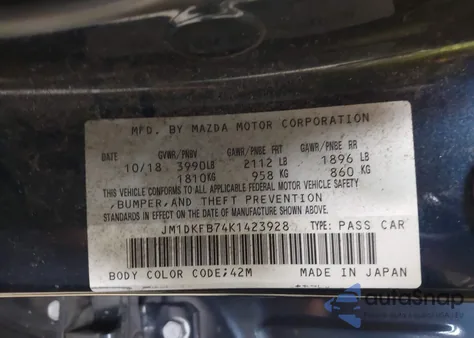 MFD. BY MAZDA MOTOR CORPORATION
DATE GVWR/PNBV GAWR/PNBE FRT GAWR/PNBE RR
10/18 3990LB 2112 LB 1896 LB
1810KG 958 KG 860 KG
THIS VEHICLE CONFORMS TO ALL APPLICABLE FEDERAL MOTOR VEHICLE SAFETY
,BUMPER,AND THEFT PREVENTION
STANDARDS IN EFFECT ON THE DATE OF MANUFACTURE SHOWN ABOVE.
JM1DKFB74K1423928 TYPE: PASS CAR
BODY COLOR CODE;42M MADE IN JAPAN
autoSnap